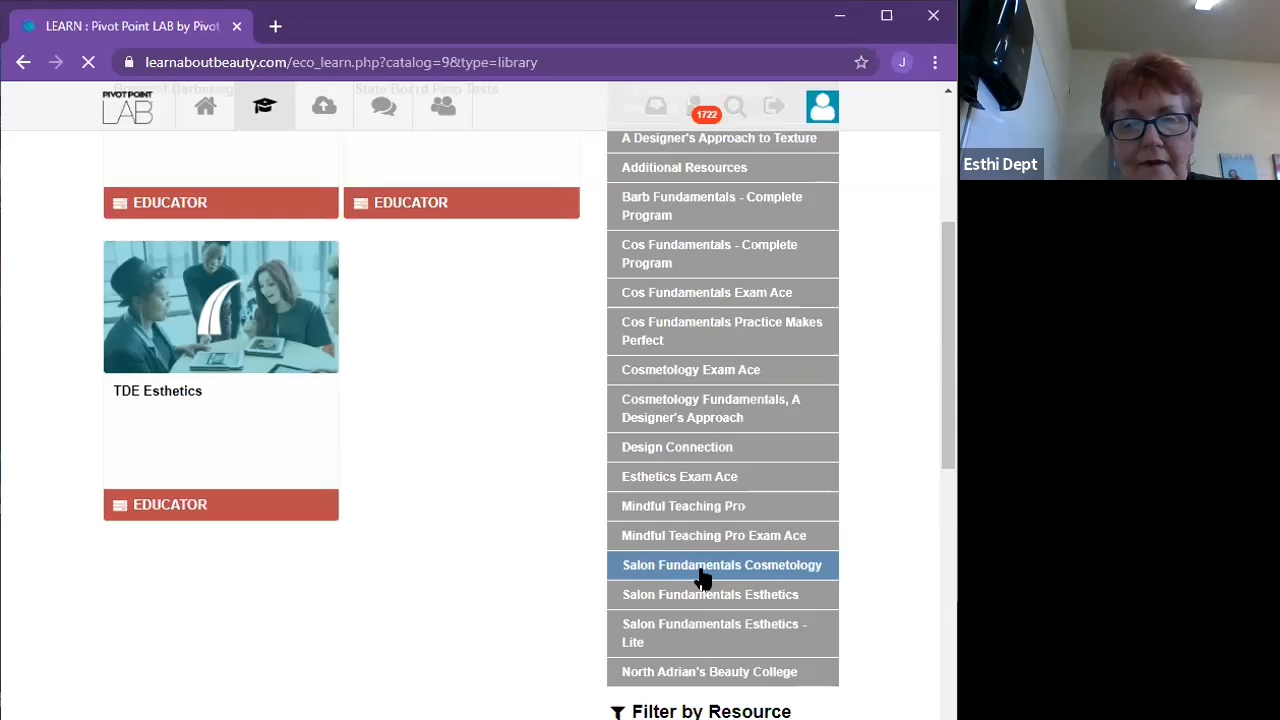 LEARN : Pivot Point LAB by Pivot
learnaboutbeauty.com/eco_learn.php?catalog=9&type=library
J
State Board Prep Tests
PIVOT POINT
LAB
1722
EDUCATOR
EDUCATOR
TDE Esthetics
EDUCATOR
A Designer's Approach to Texture
Additional Resources
Barb Fundamentals - Complete
Program
Cos Fundamentals - Complete
Program
Cos Fundamentals Exam Ace
Cos Fundamentals Practice Makes
Perfect
Cosmetology Exam Ace
Cosmetology Fundamentals, A
Designer's Approach
Design Connection
Esthetics Exam Ace
Mindful Teaching Pro
Mindful Teaching Pro Exam Ace
Salon Fundamentals Cosmetology
Salon Fundamentals Esthetics
Salon Fundamentals Esthetics -
Lite
North Adrian's Beauty College
Filter by Resource
Esthi Dept